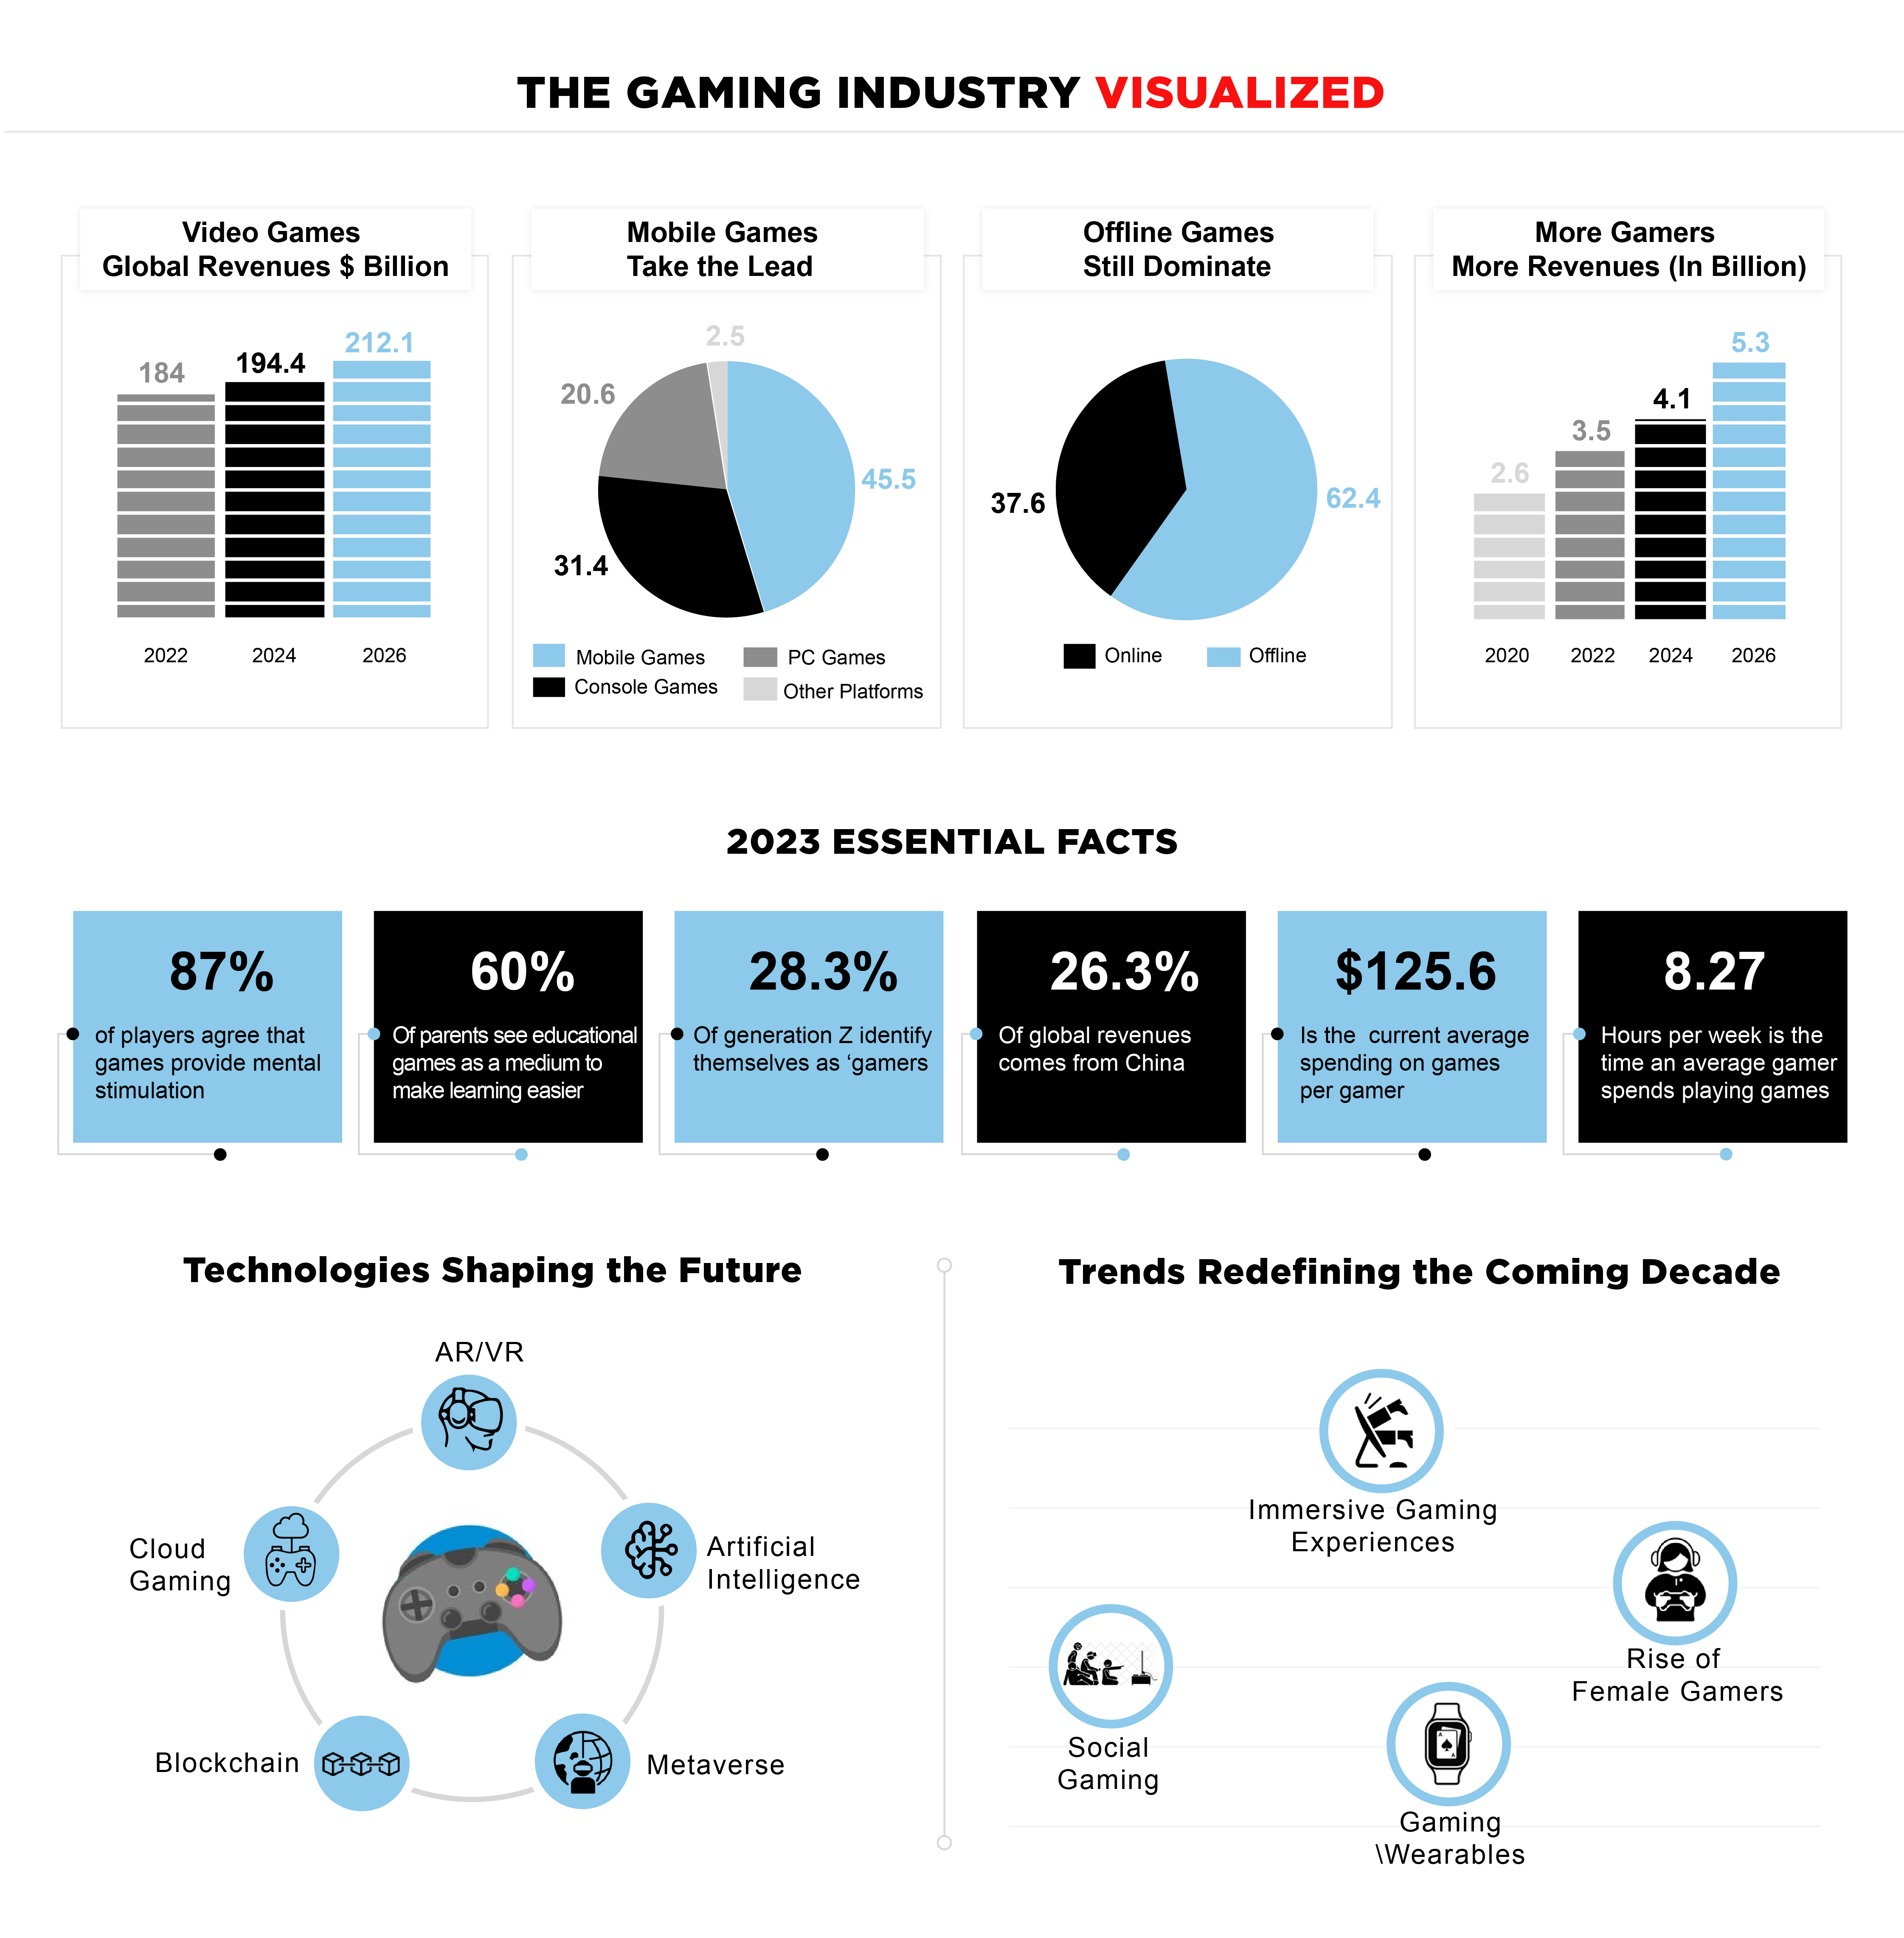 THE GAMING INDUSTRY VISUALIZED
Video Games
Global Revenues $ Billion
184
194.4
212.1
2022
2024
2026
Mobile Games
Take the Lead
2.5
20.6
45.5
31.4
Mobile Games
PC Games
Console Games
Other Platforms
Offline Games
Still Dominate
37.6
62.4
Online
Offline
More Gamers
More Revenues (In Billion)
2.6
3.5
4.1
5.3
2020
2022
2024
2026
2023 ESSENTIAL FACTS
87%
of players agree that
games provide mental
stimulation
60%
Of parents see educational
games as a medium to
make learning easier
28.3%
Of generation Z identify
themselves as ‘gamers
26.3%
Of global revenues
comes from China
$125.6
Is the  current average
spending on games
per gamer
8.27
Hours per week is the
time an average gamer
spends playing games
Technologies Shaping the Future
AR/VR
Cloud
Gaming
Artificial
Intelligence
Blockchain
Metaverse
Trends Redefining the Coming Decade
Immersive Gaming
Experiences
Rise of
Female Gamers
Social
Gaming
Gaming
\Wearables